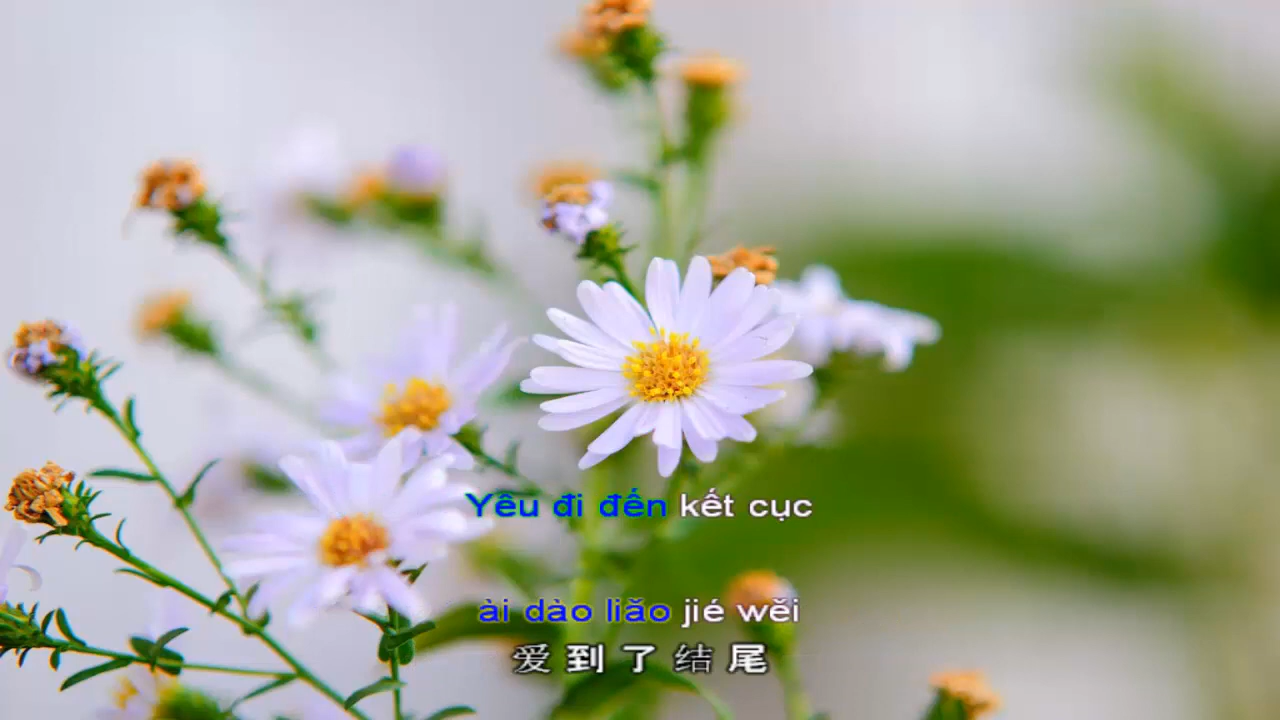 Yêu đi đến kết cục
ài dào liǎo jié wěi
爱到了结尾